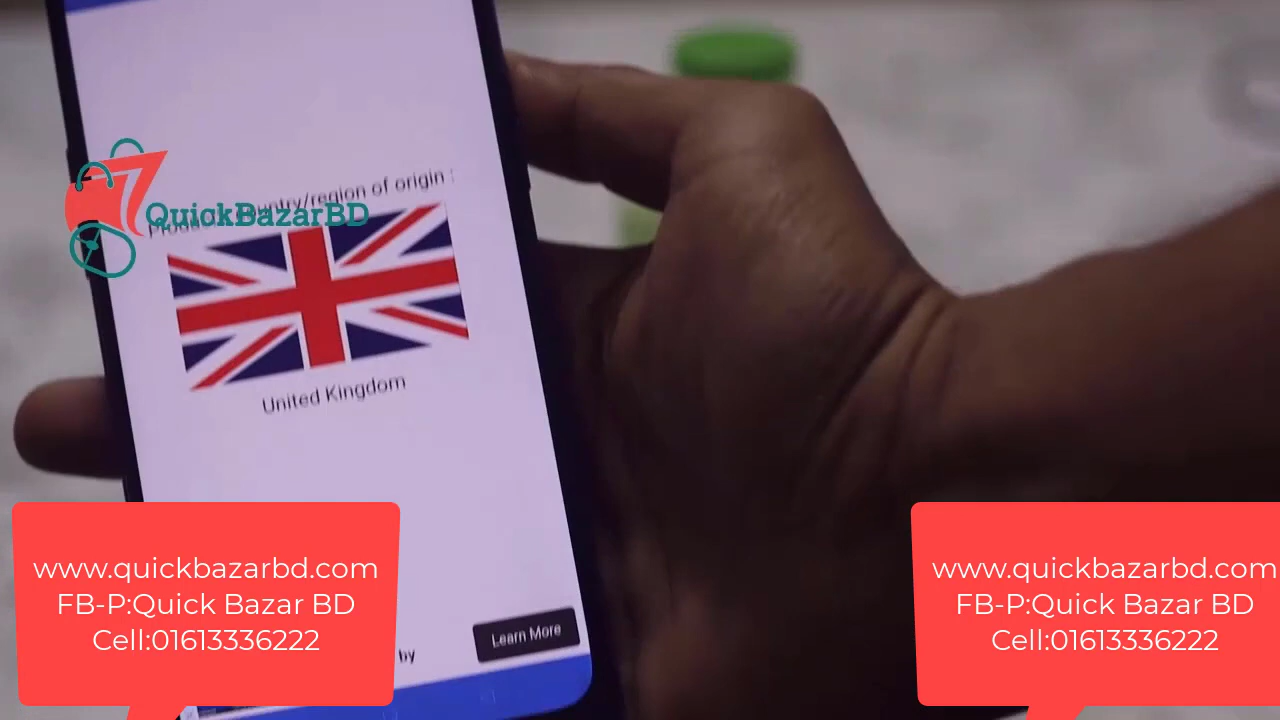 country/region of origin :
QuickBazarBD
United Kingdom
Learn More
by
www.quickbazarbd.com
FB-P:Quick Bazar BD
Cell:01613336222
www.quickbazarbd.com
FB-P:Quick Bazar BD
Cell:01613336222